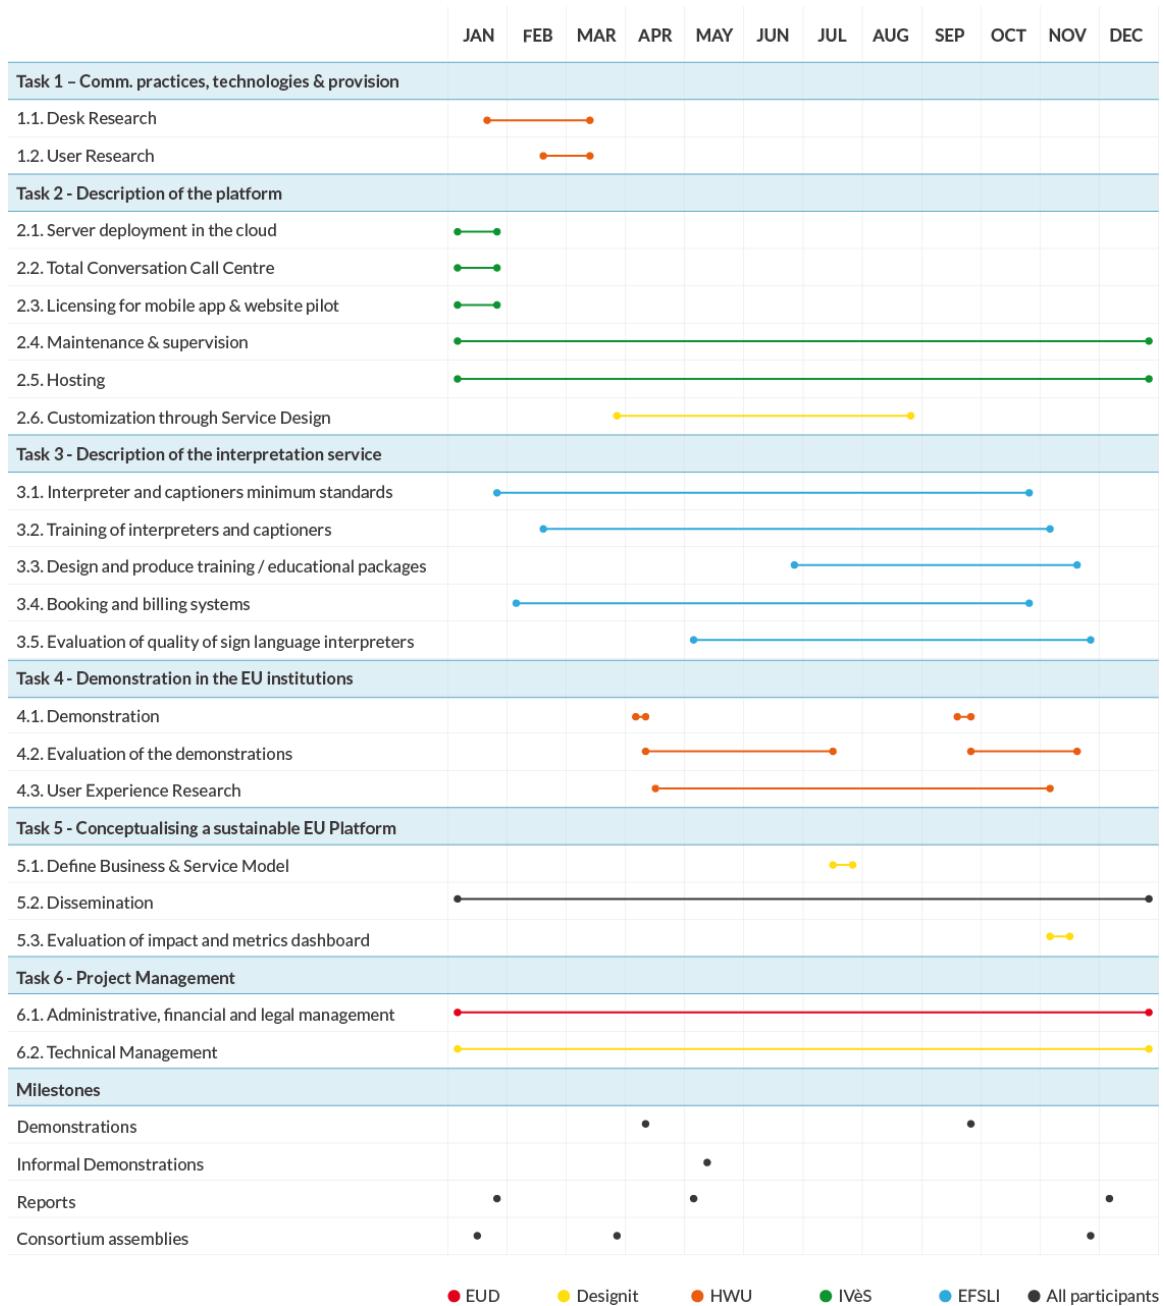 JAN FEB MAR APR MAY JUN JUL AUG SEP OCT NOV DEC
Task 1 – Comm. practices, technologies & provision
1.1. Desk Research
1.2. User Research
Task 2 - Description of the platform
2.1. Server deployment in the cloud
2.2. Total Conversation Call Centre
2.3. Licensing for mobile app & website pilot
2.4. Maintenance & supervision
2.5. Hosting
2.6. Customization through Service Design
Task 3 - Description of the interpretation service
3.1. Interpreter and captioners minimum standards
3.2. Training of interpreters and captioners
3.3. Design and produce training / educational packages
3.4. Booking and billing systems
3.5. Evaluation of quality of sign language interpreters
Task 4 - Demonstration in the EU institutions
4.1. Demonstration
4.2. Evaluation of the demonstrations
4.3. User Experience Research
Task 5 - Conceptualising a sustainable EU Platform
5.1. Define Business & Service Model
5.2. Dissemination
5.3. Evaluation of impact and metrics dashboard
Task 6 - Project Management
6.1. Administrative, financial and legal management
6.2. Technical Management
Milestones
Demonstrations
Informal Demonstrations
Reports
Consortium assemblies
EUD Designit HWU IVèS EFSLI All participants